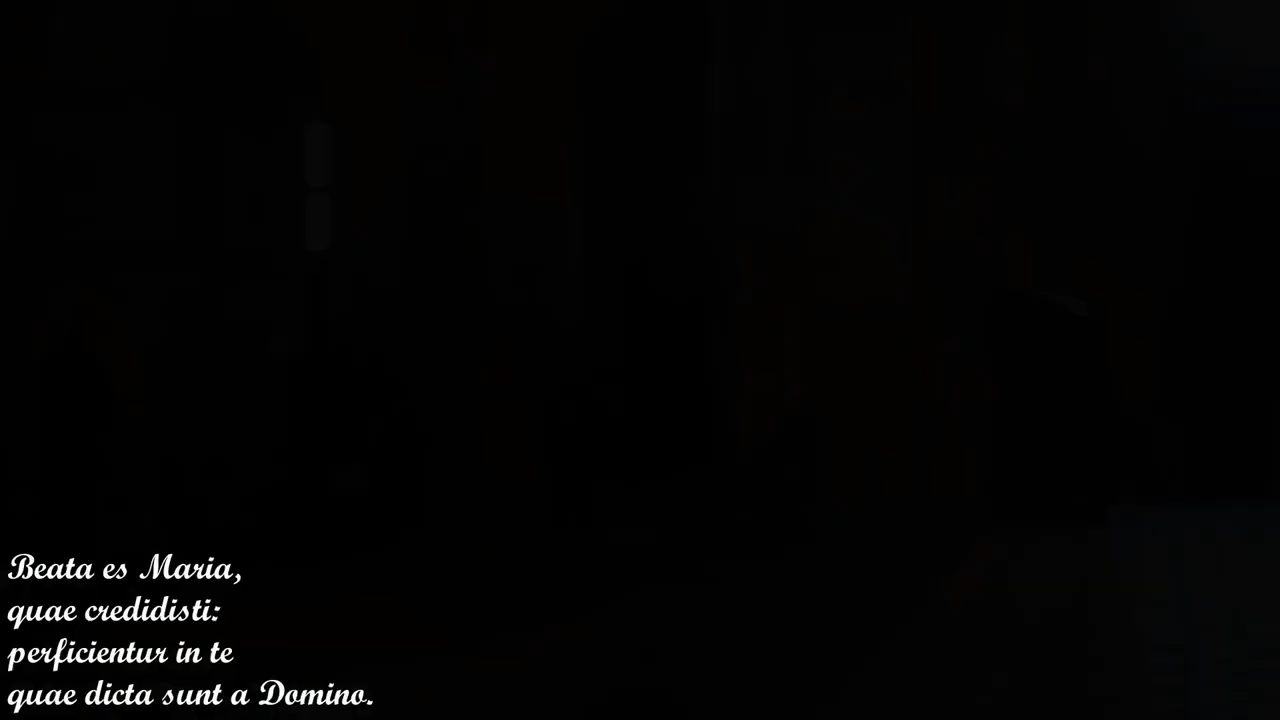 Beata es Maria,
quae credidisti:
perficientur in te
quae dicta sunt a Domino.